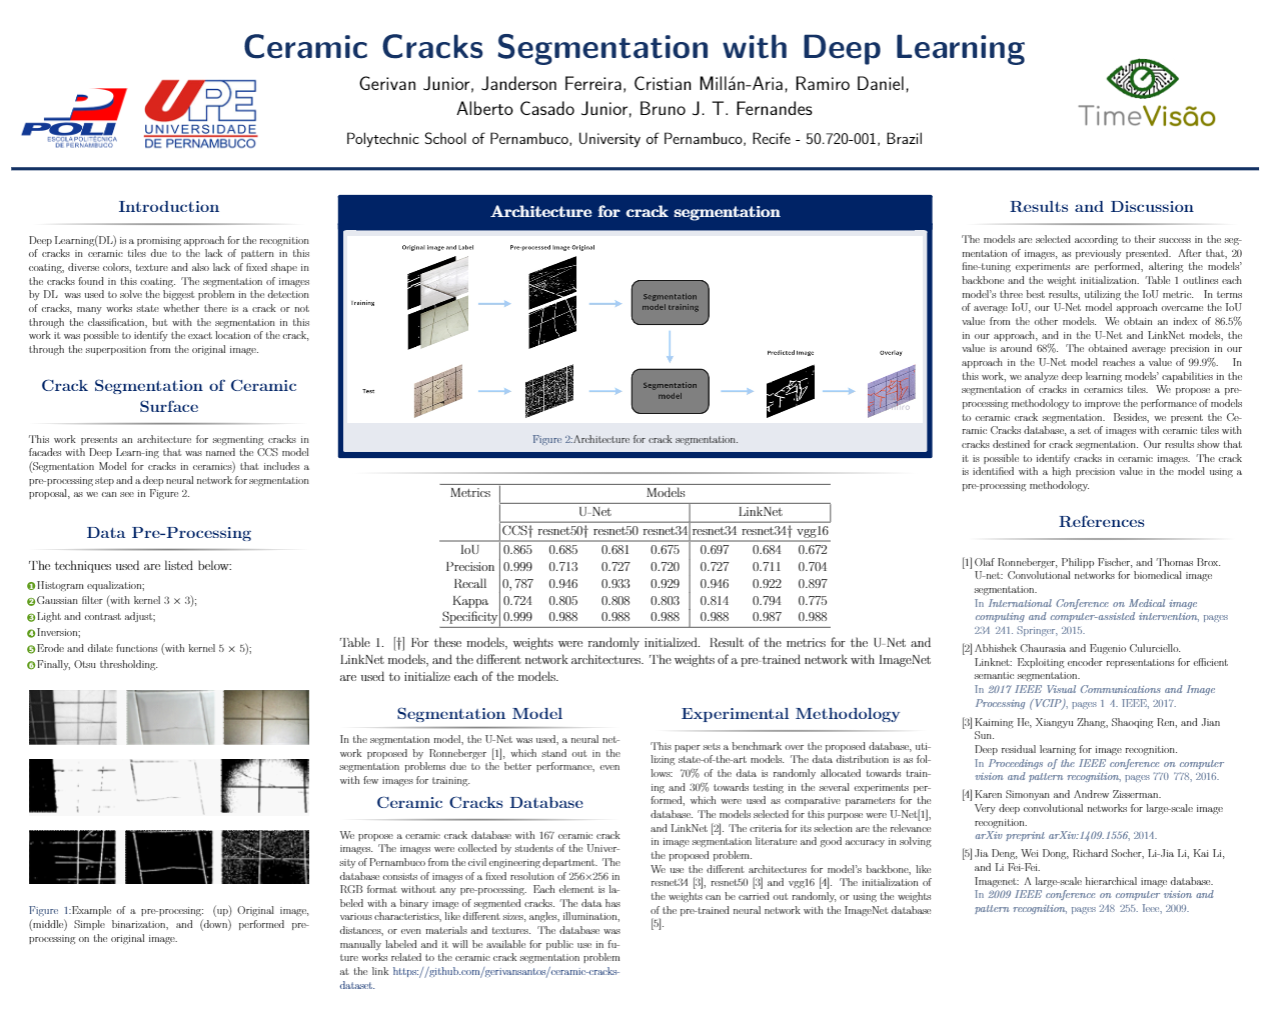 Ceramic Cracks Segmentation with Deep Learning
Gerivan Junior, Janderson Ferreira, Cristian Millán-Aria, Ramiro Daniel,
Alberto Casado Junior, Bruno J. T. Fernandes
Polytechnic School of Pernambuco, University of Pernambuco, Recife - 50.720-001, Brazil
POLI
ESCOLA POLITÉCNICA
DE PERNAMBUCO
UPE
UNIVERSIDADE
DE PERNAMBUCO
TimeVisão
Introduction
Deep Learning(DL) is a promising approach for the recognition
of cracks in ceramic tiles due to the lack of pattern in this
coating, diverse colors, texture and also lack of fixed shape in
the cracks found in this coating. The segmentation of images
by DL was used to solve the biggest problem in the detection
of cracks, many works state whether there is a crack or not
through the classification, but with the segmentation in this
work it was possible to identify the exact location of the crack,
through the superposition from the original image.
Crack Segmentation of Ceramic
Surface
This work presents an architecture for segmenting cracks in
facades with Deep Learn-ing that was named the CCS model
(Segmentation Model for cracks in ceramics) that includes a
pre-processing step and a deep neural network for segmentation
proposal, as we can see in Figure 2.
Data Pre-Processing
The techniques used are listed below:
1 Histogram equalization;
2 Gaussian filter (with kernel 3 × 3);
3 Light and contrast adjust;
4 Inversion;
5 Erode and dilate functions (with kernel 5 × 5);
6 Finally, Otsu thresholding.
Figure 1:Example of a pre-procesing: (up) Original image,
(middle) Simple binarization, and (down) performed pre-
processing on the original image.
Architecture for crack segmentation
Original image and Label
Pre-processed Image Original
Training
Segmentation
model training
Predicted Image
Overlay
Test
Segmentation
model
Figure 2:Architecture for crack segmentation.
Metrics Models
U-Net LinkNet
CCS† resnet50† resnet50 resnet34 resnet34 resnet34† vgg16
IoU 0.865 0.685 0.681 0.675 0.697 0.684 0.672
Precision 0.999 0.713 0.727 0.720 0.727 0.711 0.704
Recall 0,787 0.946 0.933 0.929 0.946 0.922 0.897
Kappa 0.724 0.805 0.808 0.803 0.814 0.794 0.775
Specificity 0.999 0.988 0.988 0.988 0.988 0.987 0.988
Table 1. [†] For these models, weights were randomly initialized. Result of the metrics for the U-Net and
LinkNet models, and the different network architectures. The weights of a pre-trained network with ImageNet
are used to initialize each of the models.
Segmentation Model
In the segmentation model, the U-Net was used, a neural net-
work proposed by Ronneberger [1], which stand out in the
segmentation problems due to the better performance, even
with few images for training.
Ceramic Cracks Database
We propose a ceramic crack database with 167 ceramic crack
images. The images were collected by students of the Univer-
sity of Pernambuco from the civil engineering department. The
database consists of images of a fixed resolution of 256×256 in
RGB format without any pre-processing. Each element is la-
beled with a binary image of segmented cracks. The data has
various characteristics, like different sizes, angles, illumination,
distances, or even materials and textures. The database was
manually labeled and it will be available for public use in fu-
ture works related to the ceramic crack segmentation problem
at the link https://github.com/gerivansantos/ceramic-cracks-
dataset.
Experimental Methodology
This paper sets a benchmark over the proposed database, uti-
lizing state-of-the-art models. The data distribution is as fol-
lows: 70% of the data is randomly allocated towards train-
ing and 30% towards testing in the several experiments per-
formed, which were used as comparative parameters for the
database. The models selected for this purpose were U-Net[1],
and LinkNet [2]. The criteria for its selection are the relevance
in image segmentation literature and good accuracy in solving
the proposed problem.
We use the different architectures for model's backbone, like
resnet34 [3], resnet50 [3] and vgg16 [4]. The initialization of
the weights can be carried out randomly, or using the weights
of the pre-trained neural network with the ImageNet database
[5].
Results and Discussion
The models are selected according to their success in the seg-
mentation of images, as previously presented. After that, 20
fine-tuning experiments are performed, altering the models'
backbone and the weight initialization. Table 1 outlines each
model's three best results, utilizing the IoU metric. In terms
of average IoU, our U-Net model approach overcame the IoU
value from the other models. We obtain an index of 86.5%
in our approach, and in the U-Net and LinkNet models, the
value is around 68%. The obtained average precision in our
approach in the U-Net model reaches a value of 99.9%. In
this work, we analyze deep learning models' capabilities in the
segmentation of cracks in ceramics tiles. We propose a pre-
processing methodology to improve the performance of models
to ceramic crack segmentation. Besides, we present the Ce-
ramic Cracks database, a set of images with ceramic tiles with
cracks destined for crack segmentation. Our results show that
it is possible to identify cracks in ceramic images. The crack
is identified with a high precision value in the model using a
pre-processing methodology.
References
[1] Olaf Ronneberger, Philipp Fischer, and Thomas Brox.
U-net: Convolutional networks for biomedical image
segmentation.
In International Conference on Medical image
computing and computer-assisted intervention, pages
234–241. Springer, 2015.
[2] Abhishek Chaurasia and Eugenio Culurciello.
Linknet: Exploiting encoder representations for efficient
semantic segmentation.
In 2017 IEEE Visual Communications and Image
Processing (VCIP), pages 1–4. IEEE, 2017.
[3] Kaiming He, Xiangyu Zhang, Shaoqing Ren, and Jian
Sun.
Deep residual learning for image recognition.
In Proceedings of the IEEE conference on computer
vision and pattern recognition, pages 770–778, 2016.
[4] Karen Simonyan and Andrew Zisserman.
Very deep convolutional networks for large-scale image
recognition.
arXiv preprint arXiv:1409.1556, 2014.
[5] Jia Deng, Wei Dong, Richard Socher, Li-Jia Li, Kai Li,
and Li Fei-Fei.
Imagenet: A large-scale hierarchical image database.
In 2009 IEEE conference on computer vision and
pattern recognition, pages 248–255. Ieee, 2009.